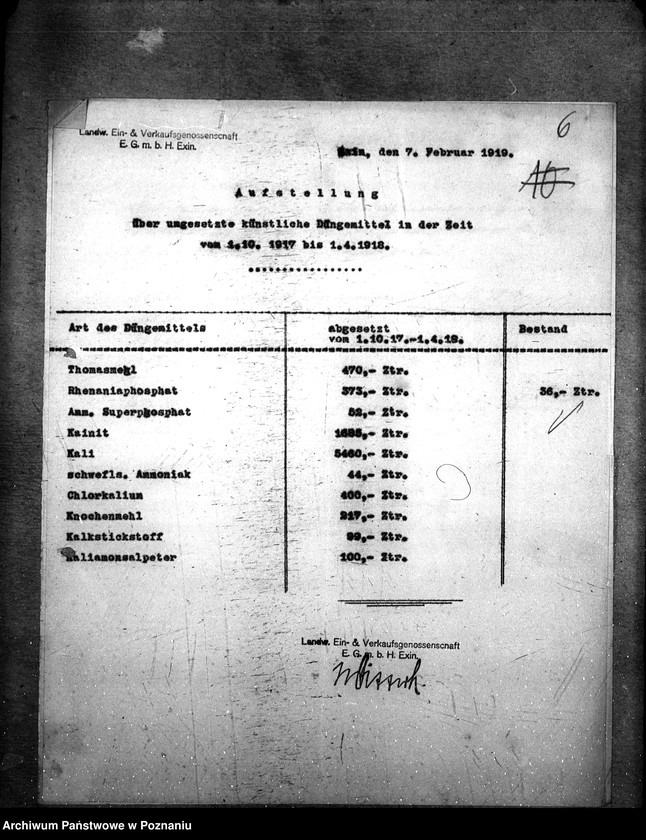 6
Landw. Ein- & Verkaufsgenossenschaft
E. G. m. b. H. Exin.
Exin, den 7. Februar 1919.
10
Aufstellung
über umgesetzte künstliche Düngemittel in der Zeit
vom 1.10. 1917 bis 1.4.1918.
Art des Düngemittels abgesetzt Bestand
vom 1.10.17.-1.4.18.
Thomasmehl 470,- Ztr.
Rhenaniaphosphat 373,- Ztr. 36,- Ztr.
Amm. Superphosphat 52,- Ztr.
Kainit Ztr.
Kali 5460,- Ztr.
schwefls. Ammoniak 44,- Ztr.
Chlorkalium 400,- Ztr.
Knochenmehl 217,- Ztr.
Kalkstickstoff 99,- Ztr.
Kaliamonsalpeter 100,- Ztr.
Landw. Ein- & Verkaufsgenossenschaft
E. G. m. b. H. Exin.
Archiwum Państwowe w Poznaniu